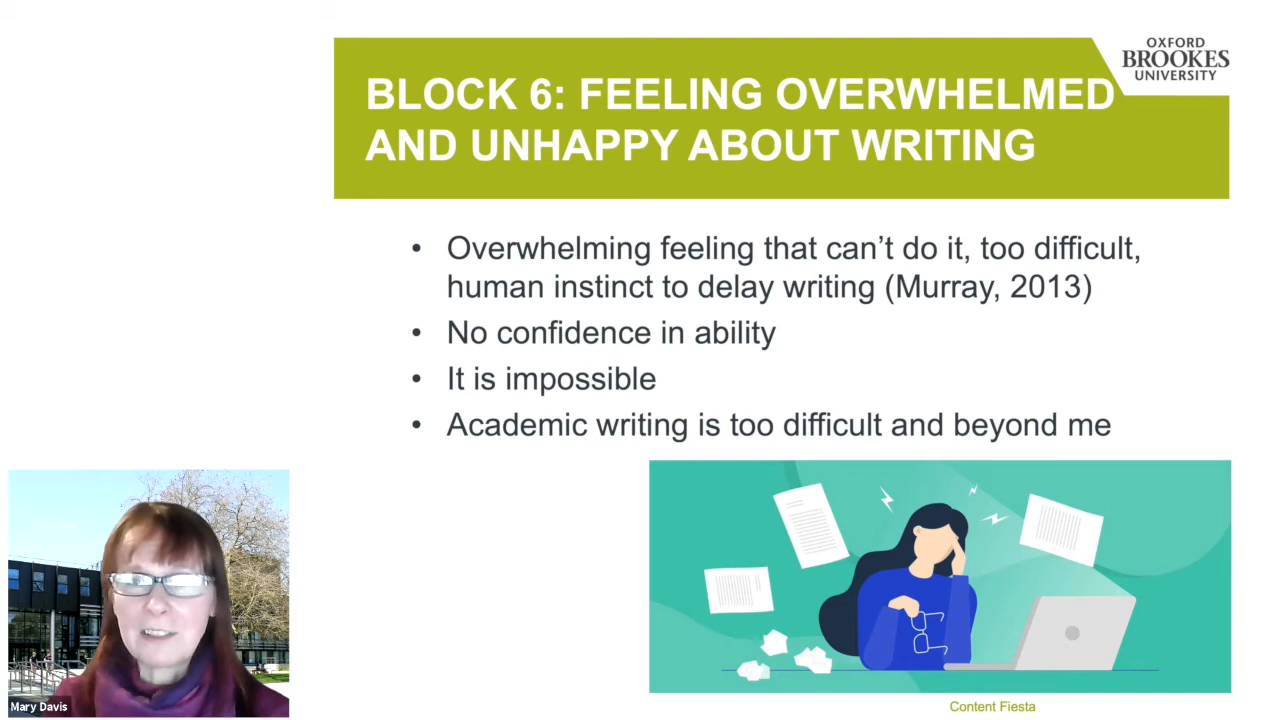 OXFORD
BROOKES
UNIVERSITY
BLOCK 6: FEELING OVERWHELMED
AND UNHAPPY ABOUT WRITING
• Overwhelming feeling that can’t do it, too difficult,
human instinct to delay writing (Murray, 2013)
• No confidence in ability
• It is impossible
• Academic writing is too difficult and beyond me
Mary Davis
Content Fiesta